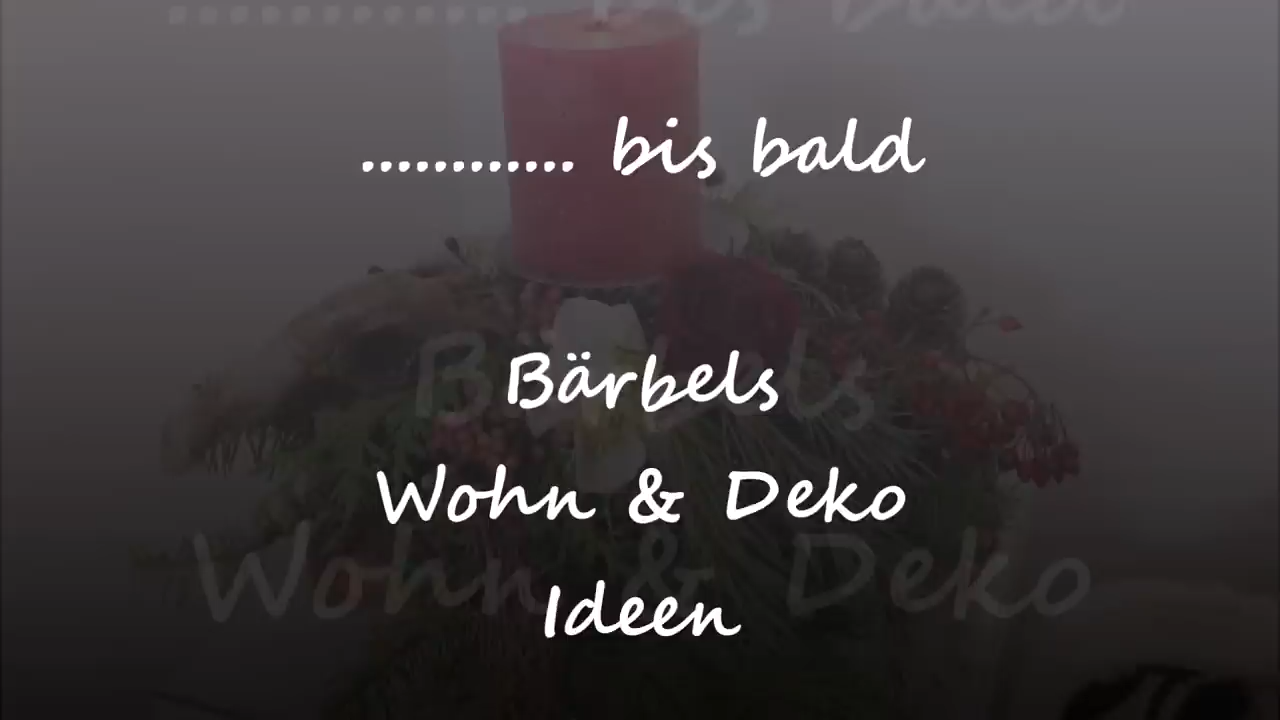 ............ bis bald
Bärbels
Wohn & Deko
Ideen